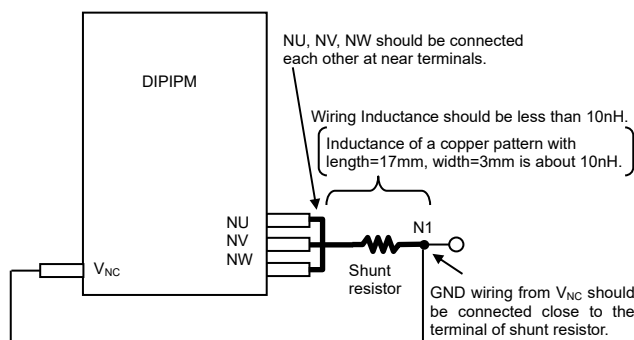 NU, NV, NW should be connected
each other at near terminals.
DIPIPM
Wiring Inductance should be less than 10nH.
Inductance of a copper pattern with
length=17mm, width=3mm is about 10nH.
NU
NV
NW
N1
VNC
Shunt
resistor
GND wiring from VNC should
be connected close to the
terminal of shunt resistor.